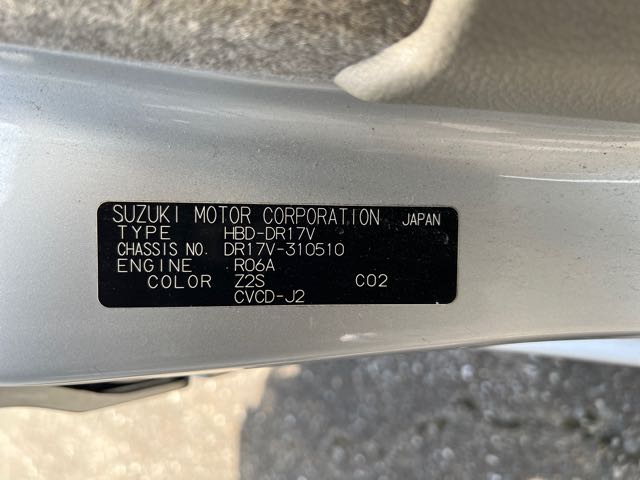 SUZUKI MOTOR CORPORATION JAPAN
TYPE HBD-DR17V
CHASSIS NO. DR17V-310510
ENGINE R06A
COLOR Z2S C02
CVCD-J2